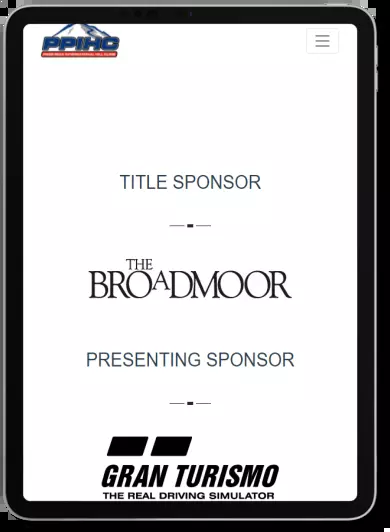 PPIHC
TITLE SPONSOR
THE
BROADMOOR
PRESENTING SPONSOR
GRAN TURISMO
THE REAL DRIVING SIMULATOR